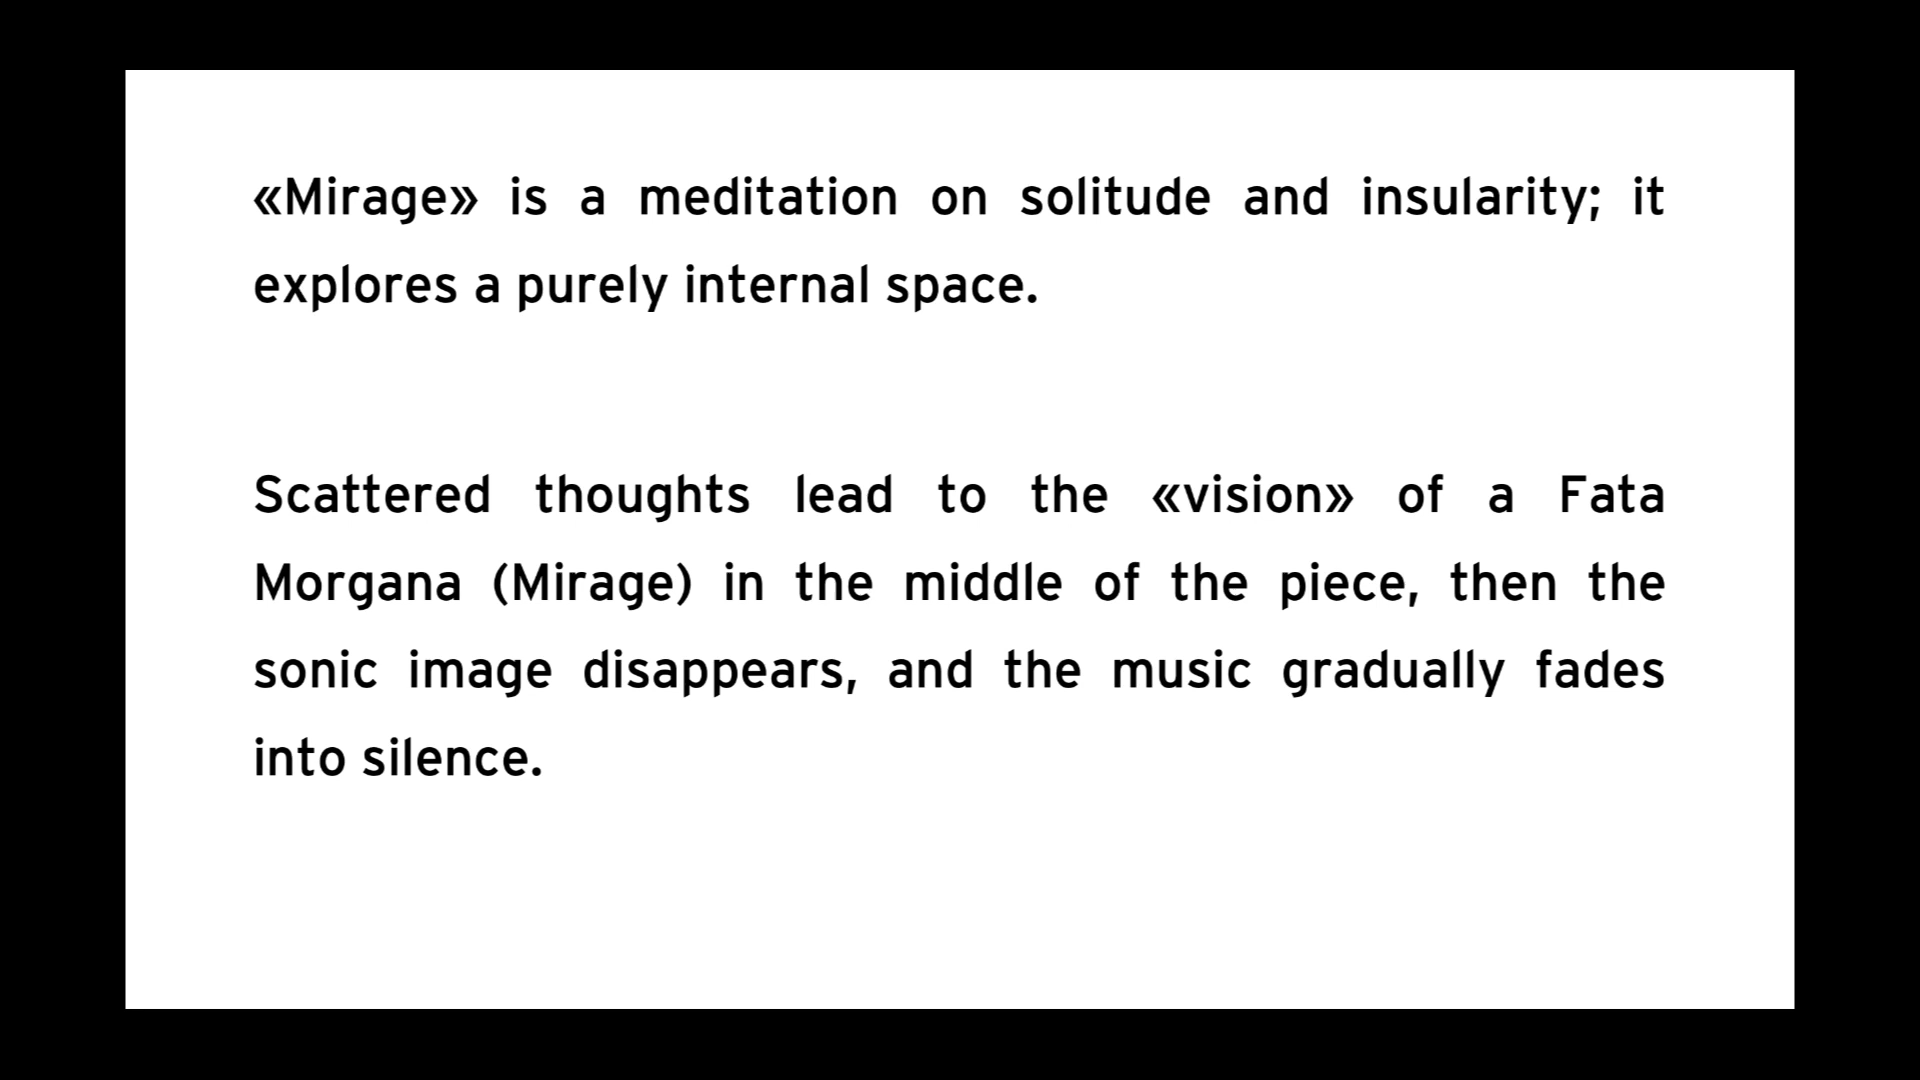 «Mirage» is a meditation on solitude and insularity; it
explores a purely internal space.
Scattered thoughts lead to the «vision» of a Fata
Morgana (Mirage) in the middle of the piece, then the
sonic image disappears, and the music gradually fades
into silence.